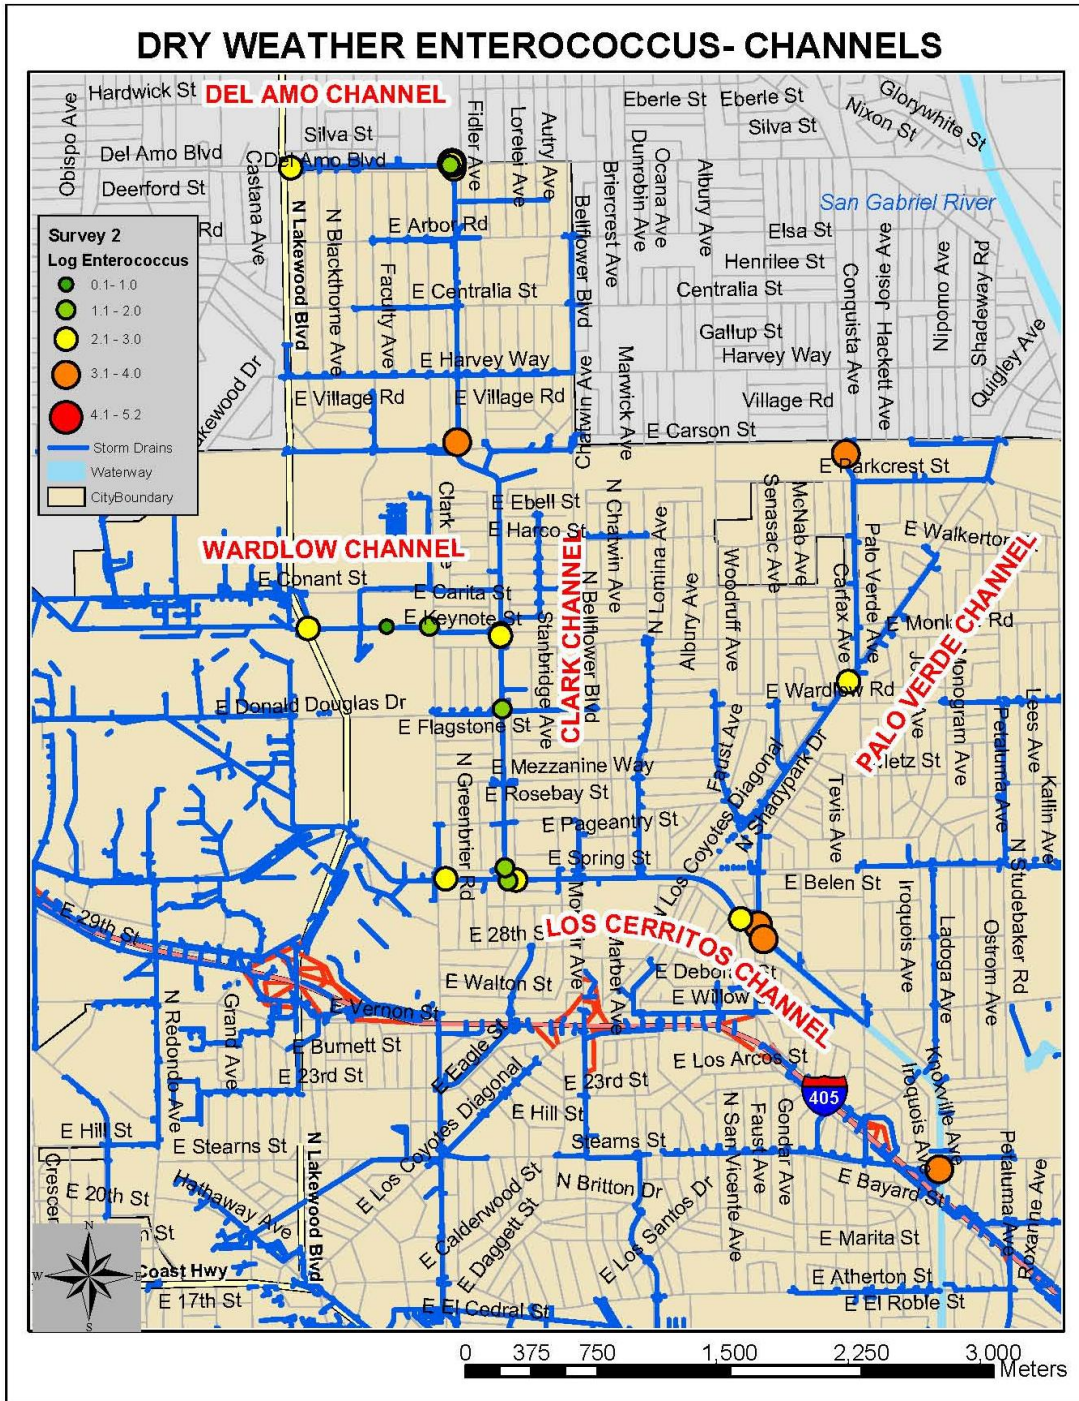 DRY WEATHER ENTEROCOCCUS- CHANNELS
Hardwick St
DEL AMO CHANNEL
Obispo Ave
Fidler Ave
Lorelei Ave
Autry Ave
Eberle St
Eberle St
Glorywhite St
Nixon St
Silva St
Silva St
Del Amo Blvd
Del Amo Blvd
Castana Ave
Deerford St
Dunrobin Ave
Ocana Ave
Albury Ave
Briercrest Ave
San Gabriel River
Bellflower Blvd
N Lakewood Blvd
N Blackthorne Ave
E Arbor Rd
Rd
Elsa St
Henrilee St
Josie Ave
Nipomo Ave
Shadeway Rd
Survey 2
Log Enterococcus
0.1- 1.0
1.1- 2.0
2.1 - 3.0
3.1 - 4.0
4.1 - 5.2
Storm Drains
Waterway
CityBoundary
Faculty Ave
E Centralia St
Centralia St
Conquista Ave
Hackett Ave
Gallup St
Harvey Way
E Harvey Way
Quigley Ave
Marwick Ave
Chatwin Ave
E Village Rd
E Village Rd
Village Rd
E Carson St
E Parkcrest St
Clark
E Ebell St
E Harco St
N Chatwin Ave
Senasac Ave
McNab Ave
E Walkerto
WARDLOW CHANNEL
CLARK CHANNEL
PALO VERDE CHANNEL
E Conant St
E Carita St
E Keynote St
Stanbridge Ave
N Bellflower Blvd
Albury Ave
Woodruff Ave
Carfax Ave
Palo Verde Ave
Rd
E Wardlow Rd
Monogram Ave
Ave
E Donald Douglas Dr
E Flagstone St
Lees Ave
Petaluma Ave
Kallin Ave
E Mezzanine Way
Faust Ave
N Los Coyotes Diagonal
N Shadypark Dr
N Greenbrier Rd
E Rosebay St
Tevis Ave
E Pageantry St
E Spring St
E Belen St
N Studebaker Rd
E 29th St
E 28th S
LOS CERRITOS CHANNEL
Iroquois Ave
Ladoga Ave
Ostrom Ave
E Walton St
Marber Ave
E Willow
E Vernon St
N Redondo Ave
Grand Ave
E Burnett St
E Eagle St
E Los Arcos St
E 23rd St
E 23rd St
405
Knoxville Ave
Iroquois Ave
E Los Coyotes Diagonal
E Hill St
E Hill St
E Stearns St
Stearns St
N San Vicente Ave
Faust Ave
Gondar Ave
E 20th St
Hathaway Ave
N Lakewood Blvd
E Calderwood St
E Daggett St
N Britton Dr
E Los Santos Dr
E Bayard St
Petaluma Ave
Roxanne Ave
E Marita St
N
W
E
S
Coast Hwy
E 17th St
E El Cedral St
E Atherton St
E El Roble St
0 375 750 1,500 2,250 3,000
Meters